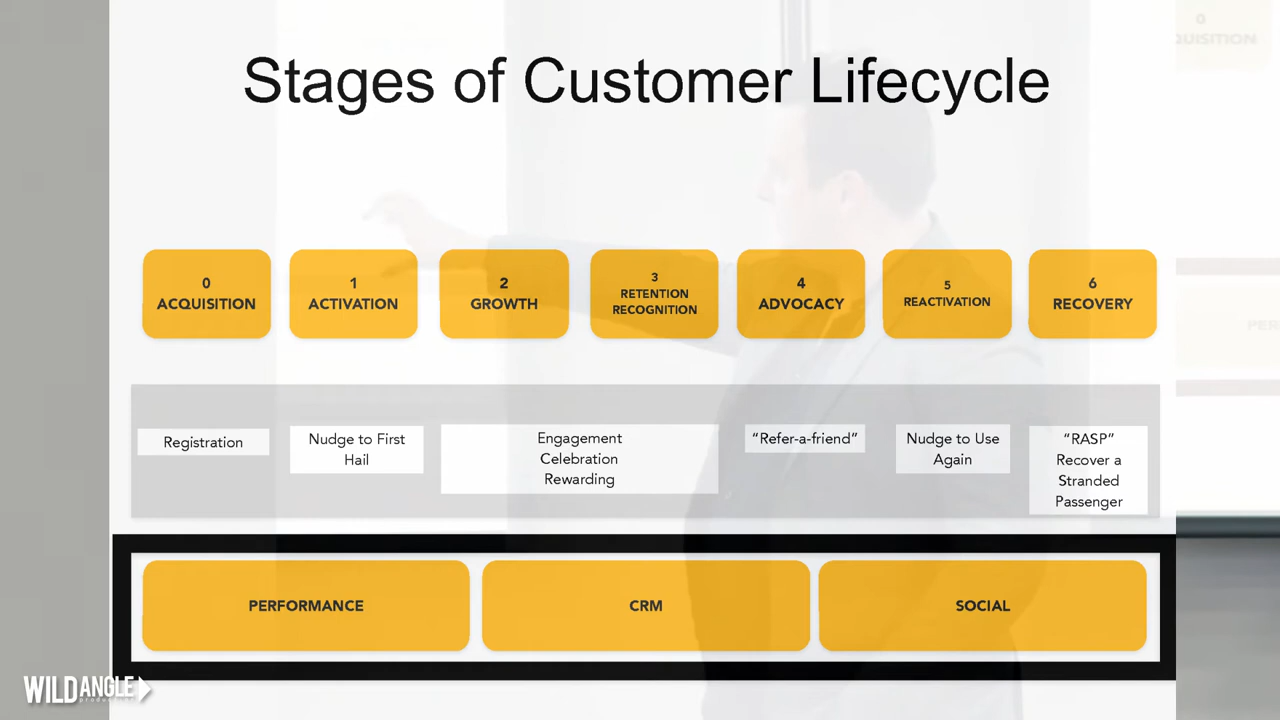 Stages of Customer Lifecycle
0
ACQUISITION
1
ACTIVATION
2
GROWTH
3
RETENTION
RECOGNITION
4
ADVOCACY
5
REACTIVATION
6
RECOVERY
Registration
Nudge to First
Hail
Engagement
Celebration
Rewarding
“Refer-a-friend”
Nudge to Use
Again
“RASP”
Recover a
Stranded
Passenger
PERFORMANCE
CRM
SOCIAL
WILD ANGLE